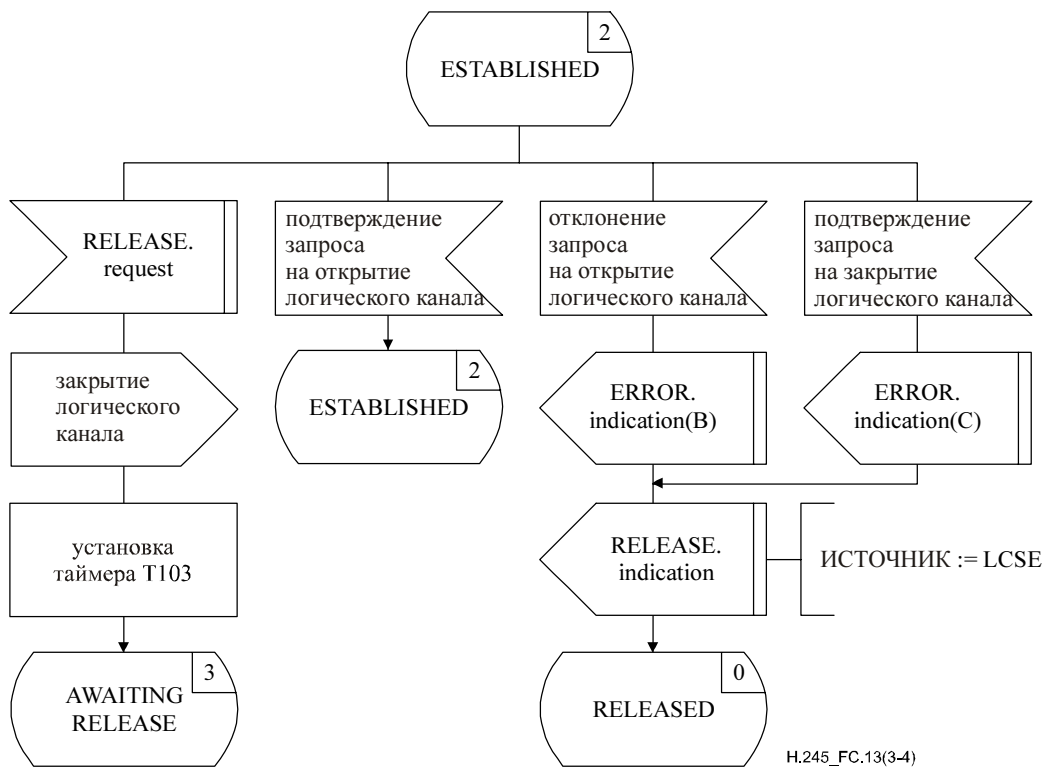 2
ESTABLISHED
RELEASE.
request
подтверждение
запроса
на открытие
логического канала
отклонение
запроса
на открытие
логического канала
подтверждение
запроса
на закрытие
логического канала
закрытие
логического
канала
2
ESTABLISHED
ERROR.
indication(B)
ERROR.
indication(C)
установка
таймера T103
RELEASE.
indication
ИСТОЧНИК := LCSE
3
AWAITING
RELEASE
0
RELEASED
H.245_FC.13(3-4)